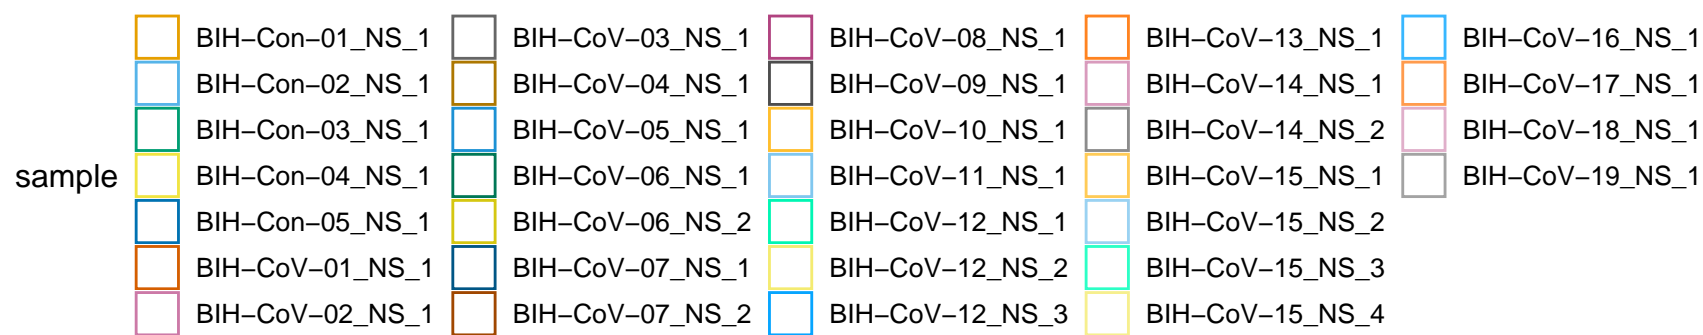 sample
BIH−Con−01_NS_1
BIH−Con−02_NS_1
BIH−Con−03_NS_1
BIH−Con−04_NS_1
BIH−Con−05_NS_1
BIH−CoV−01_NS_1
BIH−CoV−02_NS_1
BIH−CoV−03_NS_1
BIH−CoV−04_NS_1
BIH−CoV−05_NS_1
BIH−CoV−06_NS_1
BIH−CoV−06_NS_2
BIH−CoV−07_NS_1
BIH−CoV−07_NS_2
BIH−CoV−08_NS_1
BIH−CoV−09_NS_1
BIH−CoV−10_NS_1
BIH−CoV−11_NS_1
BIH−CoV−12_NS_1
BIH−CoV−12_NS_2
BIH−CoV−12_NS_3
BIH−CoV−13_NS_1
BIH−CoV−14_NS_1
BIH−CoV−14_NS_2
BIH−CoV−15_NS_1
BIH−CoV−15_NS_2
BIH−CoV−15_NS_3
BIH−CoV−15_NS_4
BIH−CoV−16_NS_1
BIH−CoV−17_NS_1
BIH−CoV−18_NS_1
BIH−CoV−19_NS_1